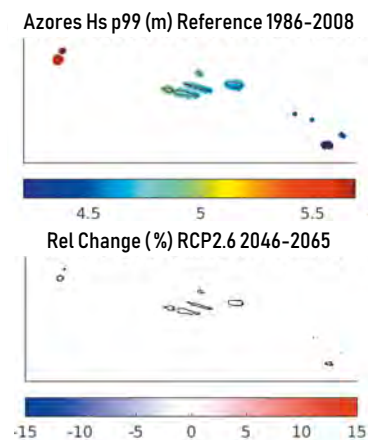 Azores Hs p99 (m) Reference 1986-2008
4.5 5 5.5
Rel Change (%) RCP2.6 2046-2065
-15 -10 -5 0 5 10 15